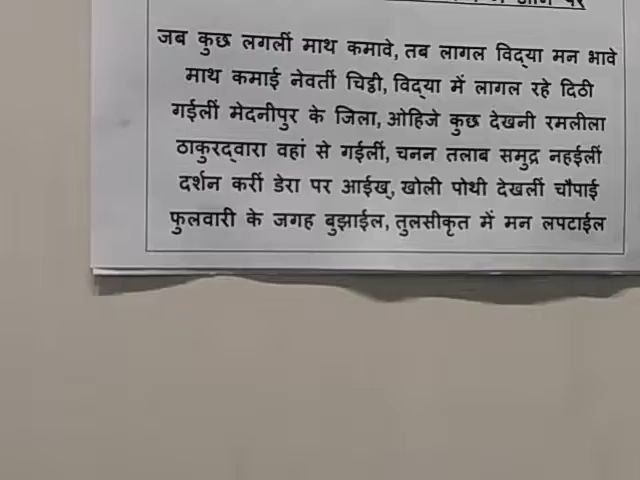 जब कुछ लगलीं माथ कमावे, तब लागल विद्या मन भावे
माथ कमाई नेवतीं चिट्ठी, विद्या में लागल रहे दिठी
गईलीं मेदनीपुर के जिला, ओहिजे कुछ देखनी रमलीला
ठाकुरद्वारा वहां से गईलीं, चनन तलाब समुद्र नहईलीं
दर्शन करीं डेरा पर आईख्, खोली पोथी देखलीं चौपाई
फुलवारी के जगह बुझाईल, तुलसीकृत में मन लपटाईल